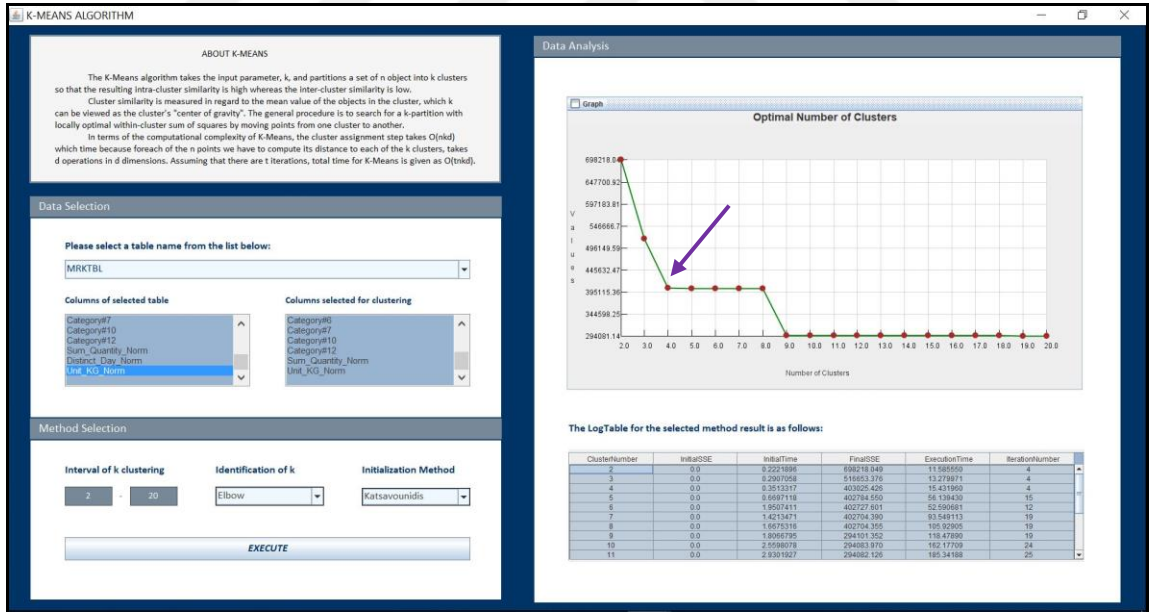 K-MEANS ALGORITHM
ABOUT K-MEANS
The K-Means algorithm takes the input parameter, k, and partitions a set of n object into k clusters
so that the resulting intra-cluster similarity is high whereas the inter-cluster similarity is low.
Cluster similarity is measured in regard to the mean value of the objects in the cluster, which k
can be viewed as the cluster's "center of gravity". The general procedure is to search for a k-partition with
locally optimal within-cluster sum of squares by moving points from one cluster to another.
In terms of the computational complexity of K-Means, the cluster assignment step takes O(nkd)
which time because foreach of the n points we have to compute its distance to each of the k clusters, takes
d operations in d dimensions. Assuming that there are t iterations, total time for K-Means is given as O(tnkd).
Data Selection
Please select a table name from the list below:
MRKTBL
Columns of selected table
Category#7
Category#10
Category#12
Sum_Quantity_Norm
Distinct_Day_Norm
Unit_KG_Norm
Columns selected for clustering
Category#6
Category#7
Category#10
Category#12
Sum_Quantity_Norm
Unit_KG_Norm
Method Selection
Interval of k clustering
2 - 20
Identification of k
Elbow
Initialization Method
Katsavounidis
EXECUTE
Data Analysis
Graph
Optimal Number of Clusters
Values
698218.04
647700.92
597183.81
546666.7
496149.59
445632.47
395115.36
344598.25
294081.14
2.0 3.0 4.0 5.0 6.0 7.0 8.0 9.0 10.0 11.0 12.0 13.0 14.0 15.0 16.0 17.0 18.0 19.0 20.0
Number of Clusters
The LogTable for the selected method result is as follows:
ClusterNumber InitialSSE InitialTime FinalSSE ExecutionTime IterationNumber
2 0.0 0.2221896 698218.049 11.585550 4
3 0.0 0.2907058 516653.376 13.279871 4
4 0.0 0.3513317 403025.426 15.431960 4
5 0.0 0.6697118 402784.550 56.139430 15
6 0.0 1.9507411 402727.601 52.590681 12
7 0.0 1.4213471 402704.390 93.549113 19
8 0.0 1.6675316 402704.355 105.92905 19
9 0.0 1.8066795 294101.352 118.47890 19
10 0.0 2.5598078 294083.970 162.17709 24
11 0.0 2.9301927 294082.126 185.34188 25